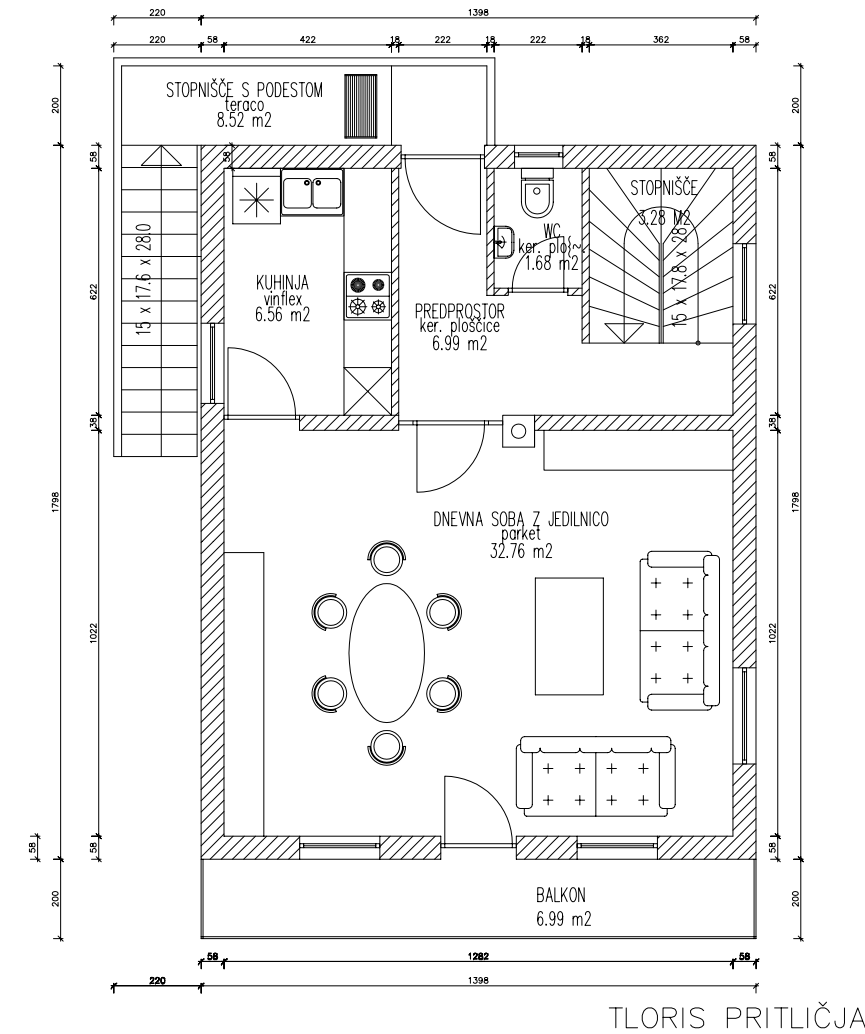 220
1398
220
58
422
18
222
18
222
18
362
58
200
200
STOPNIŠČE S PODESTOM
teraco
8.52 m2
58
58
58
STOPNIŠČE
3.28 M2
WC
1.68 m2
15 x 17.6 x 28.0
15 x 17.8 x 28
KUHINJA
vinflex
6.56 m2
622
622
PREDPROSTOR
ker. ploščice
6.99 m2
38
38
1798
1798
DNEVNA SOBA Z JEDILNICO
parket
32.76 m2
1022
1022
58
58
58
BALKON
6.99 m2
200
200
58
1282
58
220
1398
TLORIS PRITLIČJA